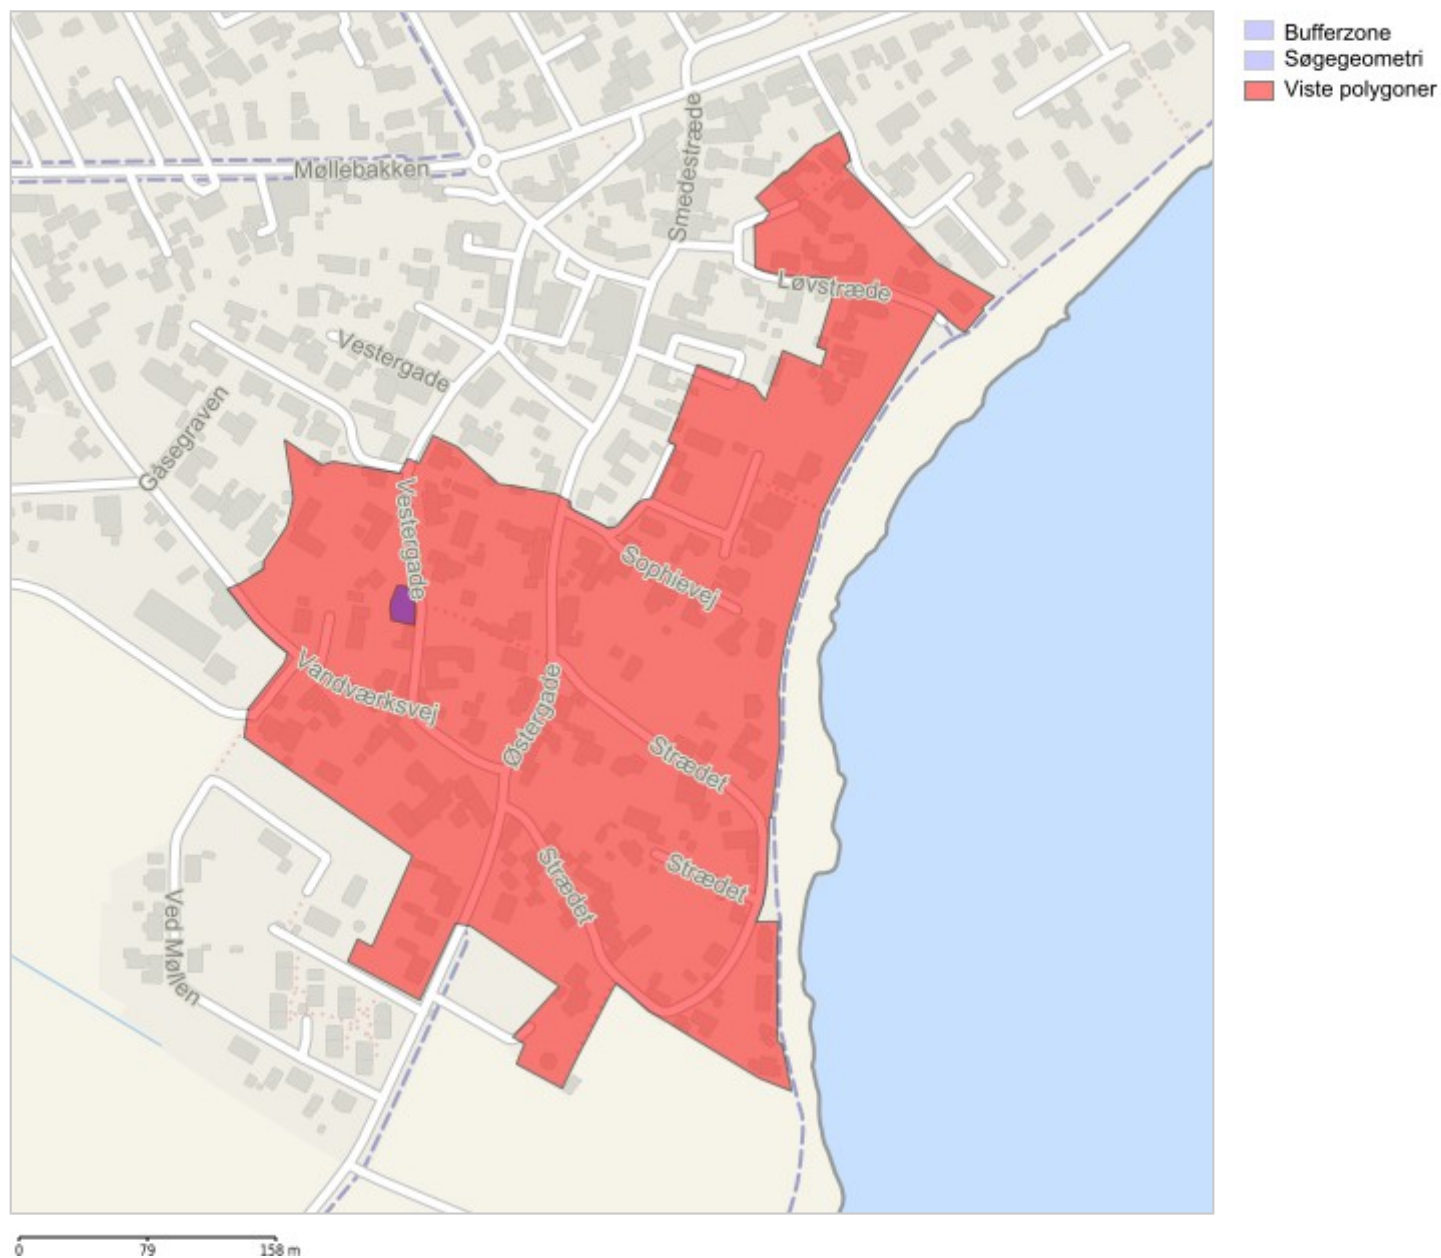 Bufferzone
Søgegeometri
Viste polygoner
Møllebakken
Smedestræde
Løvstræde
Vestergade
Gåsegraven
Vestergade
Sophievej
Vandværksvej
Østergade
Strædet
Strædet
Strædet
Ved Møllen
0 79 158 m